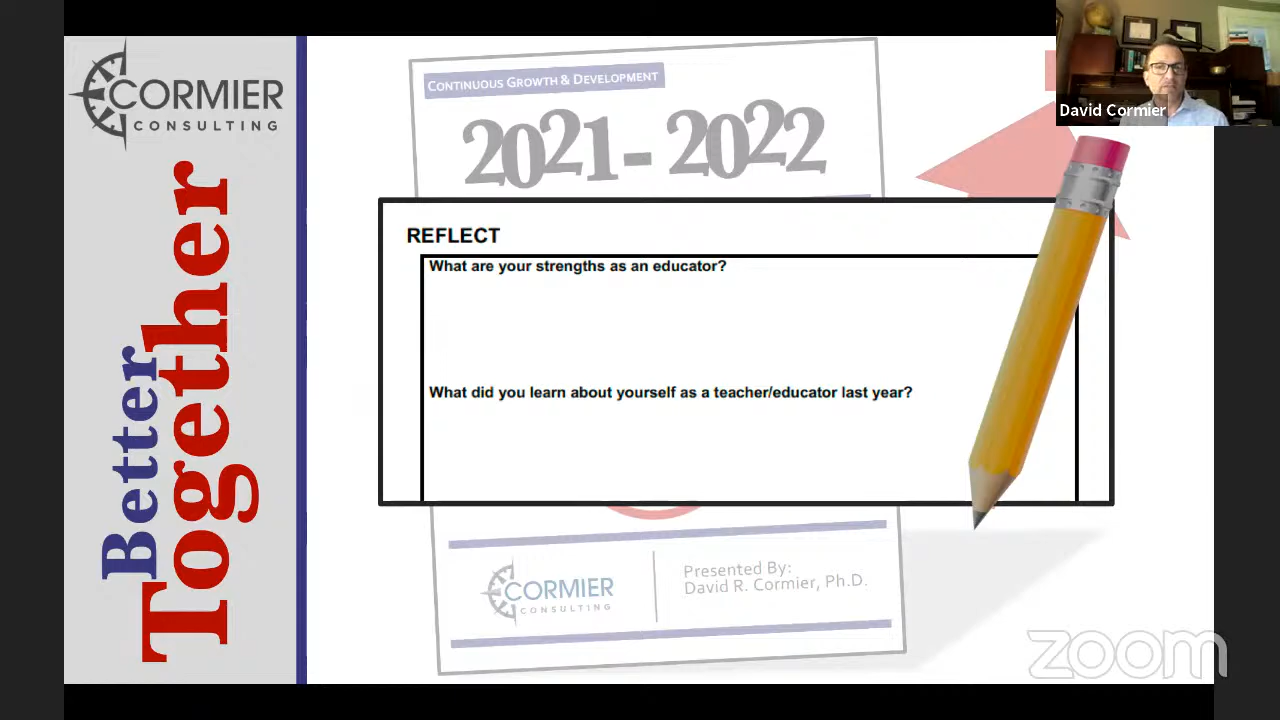 CORMIER
CONSULTING
Better
Together
CONTINUOUS GROWTH & DEVELOPMENT
2021- 2022
David Cormier
REFLECT
What are your strengths as an educator?
What did you learn about yourself as a teacher/educator last year?
CORMIER
CONSULTING
Presented By:
David R. Cormier, Ph.D.
zoom